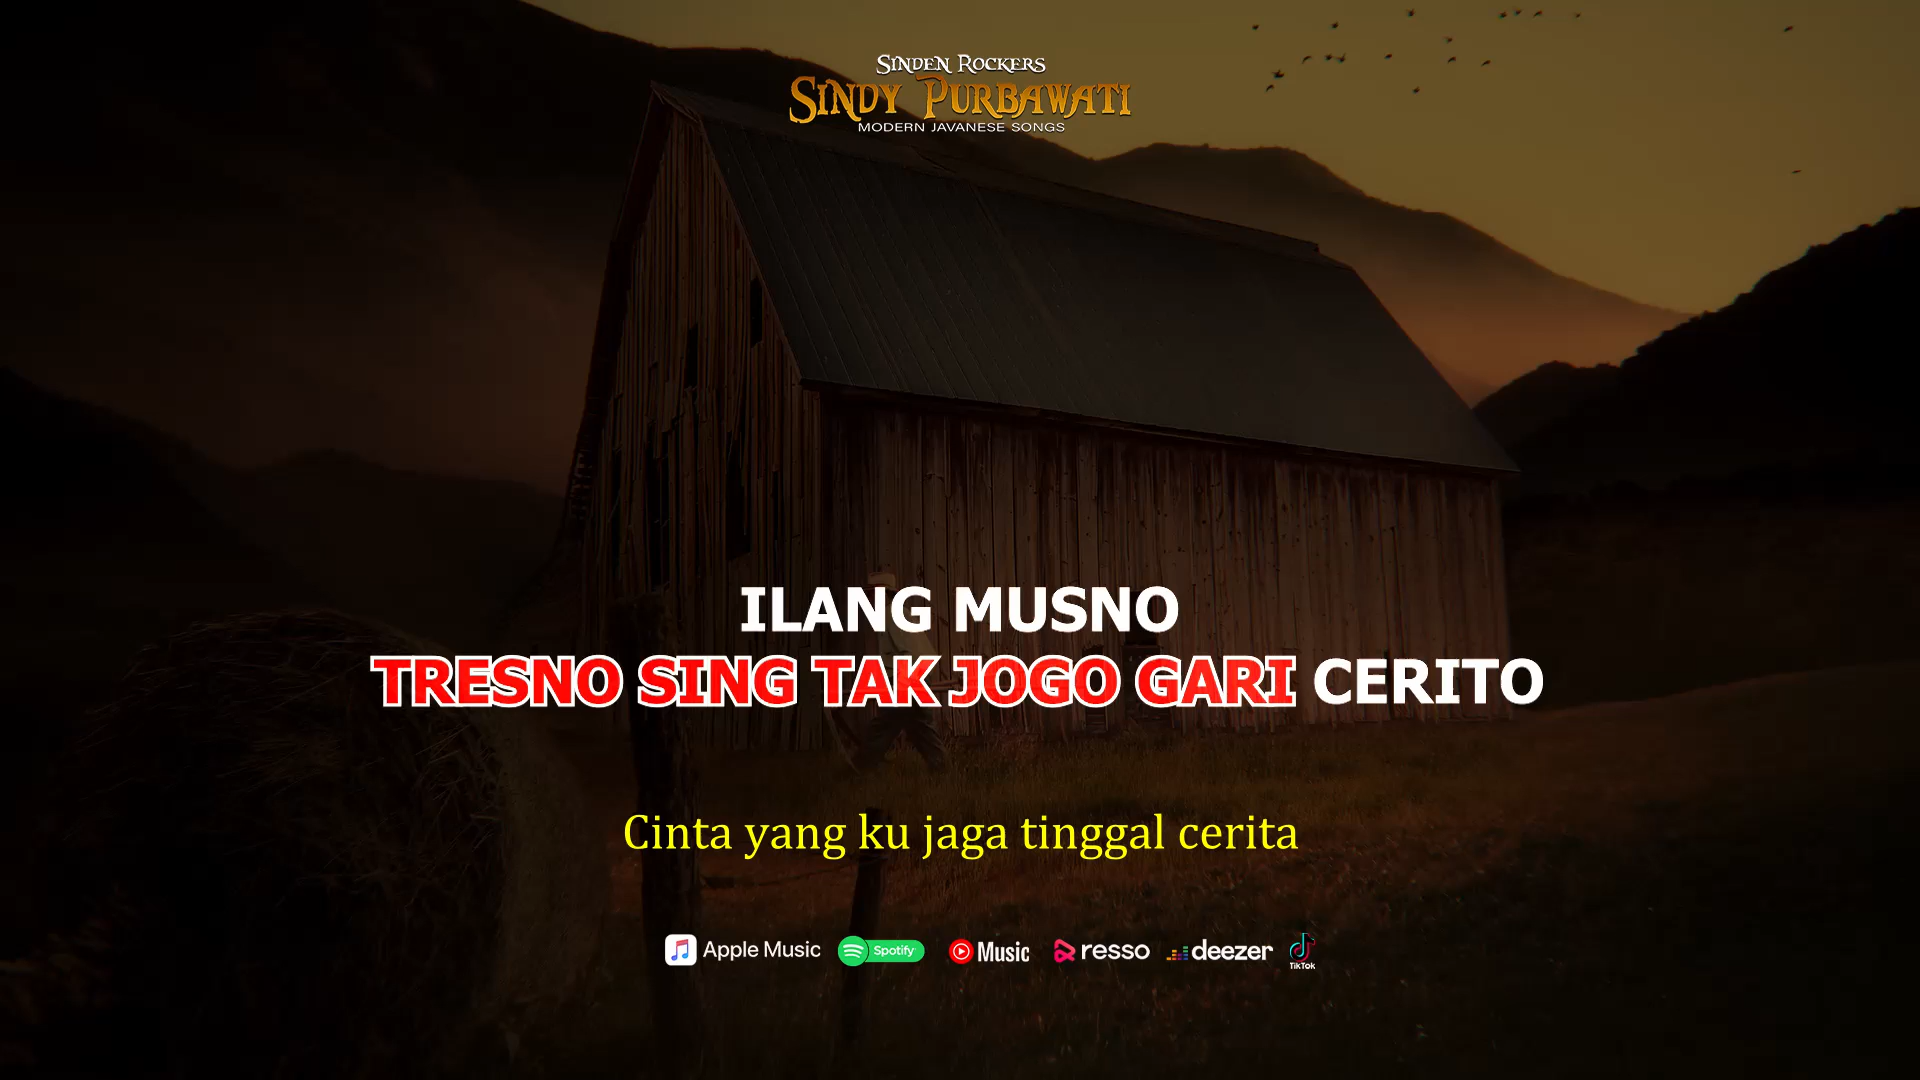 SINDEN ROCKERS
SINDY PURBAWATI
MODERN JAVANESE SONGS
ILANG MUSNO
TRESNO SING TAK JOGO GARI CERITO
Cinta yang ku jaga tinggal cerita
Apple Music Spotify Music resso deezer TikTok